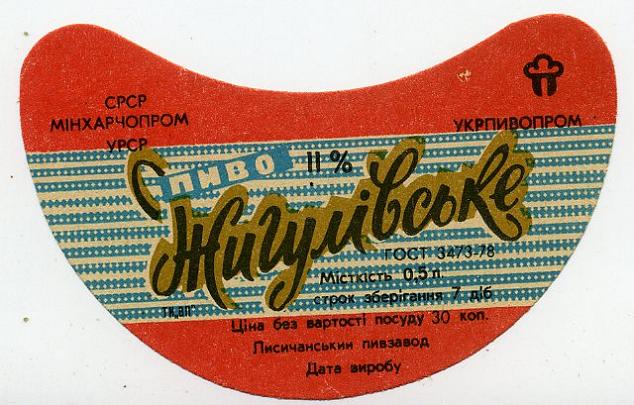 СРСР
МІНХАРЧОПРОМ
УРСР
УКРПИВОПРОМ
ПИВО 11%
Жигулівське
ГОСТ 3473-78
Місткість 0,5 л.
строк зберігання 7 діб
Ціна без вартості посуду 30 коп.
Лисичанський пивзавод
Дата виробу